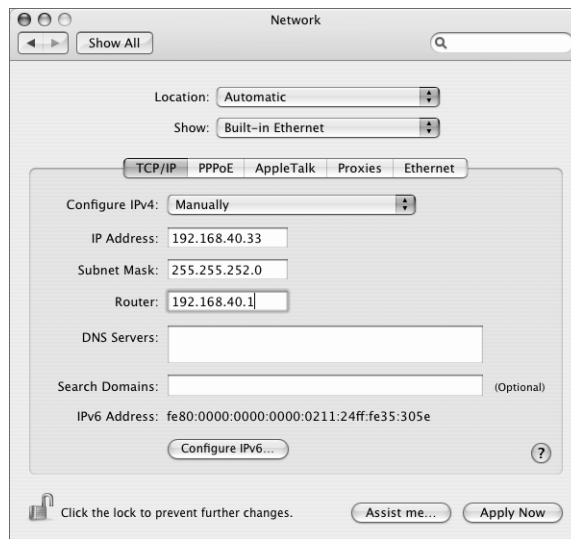 Network
Show All
Location: Automatic
Show: Built-in Ethernet
TCP/IP PPPoE AppleTalk Proxies Ethernet
Configure IPv4: Manually
IP Address: 192.168.40.33
Subnet Mask: 255.255.252.0
Router: 192.168.40.1
DNS Servers:
Search Domains: (Optional)
IPv6 Address: fe80:0000:0000:0000:0211:24ff:fe35:305e
Configure IPv6...
?
Click the lock to prevent further changes. Assist me... Apply Now